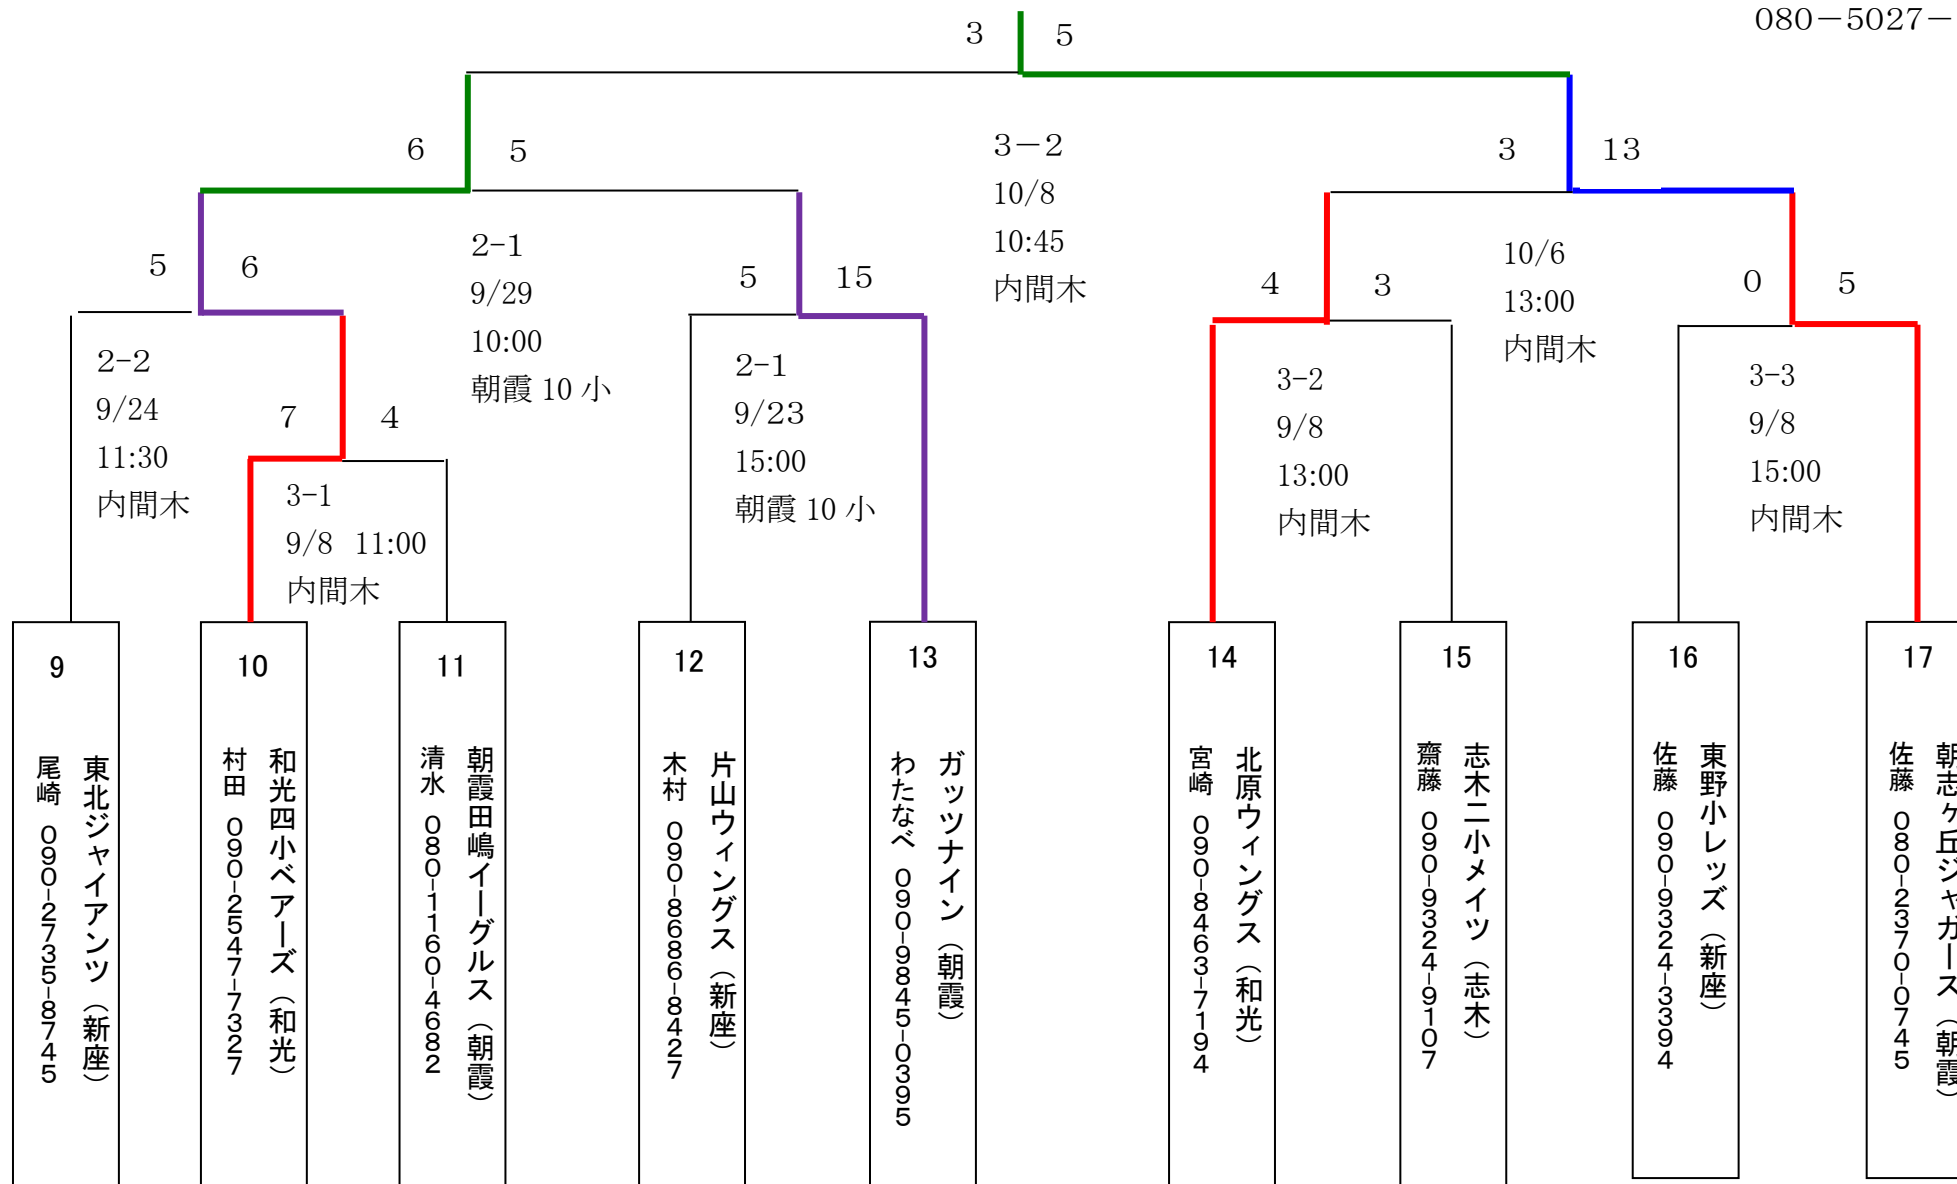 080－5027－
3 5
6 5
3－2
10/8
10:45
内間木
3 13
5 6
2-1
9/29
10:00
朝霞 10 小
5 15
4 3
10/6
13:00
内間木
0 5
2-2
9/24
11:30
内間木
7 4
2-1
9/23
15:00
朝霞 10 小
3-2
9/8
13:00
内間木
3-3
9/8
15:00
内間木
3-1
9/8 11:00
内間木
9
東北ジャイアンツ（新座）
尾崎 090-2735-8745
10
和光四小ベアーズ（和光）
村田 090-2547-7327
11
朝霞田嶋イーグルス（朝霞）
清水 080-1160-4682
12
片山ウィングス（新座）
木村 090-8686-8427
13
ガッツナイン（朝霞）
わたなべ 090-9845-0395
14
北原ウィングス（和光）
宮崎 090-8463-7194
15
志木二小メイツ（志木）
齋藤 090-9324-9107
16
東野小レッズ（新座）
佐藤 090-9324-3394
17
朝志ヶ丘ジャガース（朝霞）
佐藤 080-2370-0745